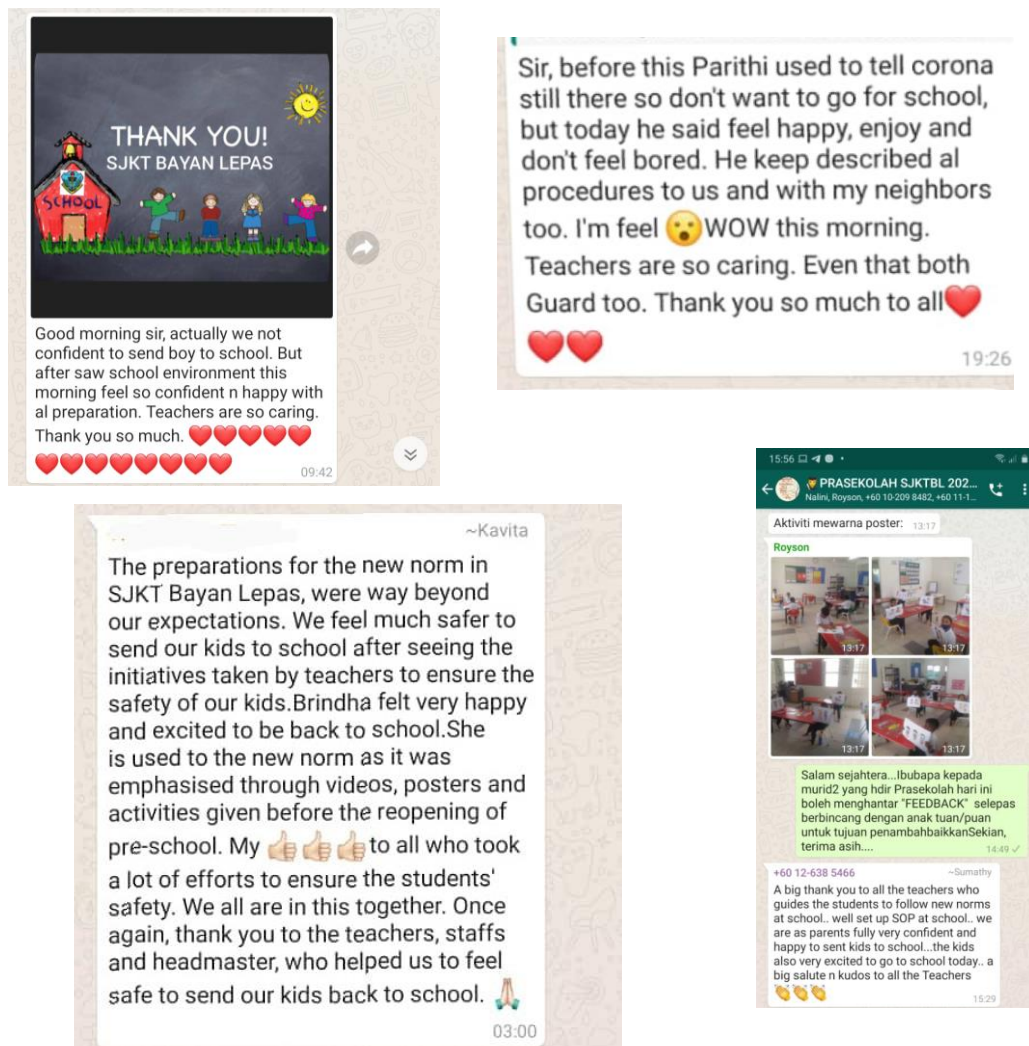 THANK YOU!
SJKT BAYAN LEPAS
SCHOOL
Good morning sir, actually we not
confident to send boy to school. But
after saw school environment this
morning feel so confident n happy with
al preparation. Teachers are so caring.
Thank you so much. ❤️❤️❤️❤️❤️
❤️❤️❤️❤️❤️❤️❤️❤️
09:42
Sir, before this Parithi used to tell corona
still there so don't want to go for school,
but today he said feel happy, enjoy and
don't feel bored. He keep described al
procedures to us and with my neighbors
too. I'm feel 😮WOW this morning.
Teachers are so caring. Even that both
Guard too. Thank you so much to all❤️
❤️❤️
19:26
~Kavita
The preparations for the new norm in
SJKT Bayan Lepas, were way beyond
our expectations. We feel much safer to
send our kids to school after seeing the
initiatives taken by teachers to ensure the
safety of our kids.Brindha felt very happy
and excited to be back to school.She
is used to the new norm as it was
emphasised through videos, posters and
activities given before the reopening of
pre-school. My 👍🏻👍🏻👍🏻to all who took
a lot of efforts to ensure the students'
safety. We all are in this together. Once
again, thank you to the teachers, staffs
and headmaster, who helped us to feel
safe to send our kids back to school. 🙏🏻
03:00
15:56
PRASEKOLAH SJKTBL 202...
Nalini, Royson, +60 10-209 8482, +60 11-1...
Aktiviti mewarna poster: 13:17
Royson
13:17 13:17
13:17 13:17
Salam sejahtera...Ibubapa kepada
murid2 yang hdir Prasekolah hari ini
boleh menghantar "FEEDBACK" selepas
berbincang dengan anak tuan/puan
untuk tujuan penambahbaikkanSekian,
terima asih....
14:49
+60 12-638 5466 ~Sumathy
A big thank you to all the teachers who
guides the students to follow new norms
at school.. well set up SOP at school.. we
are as parents fully very confident and
happy to sent kids to school...the kids
also very excited to go to school today.. a
big salute n kudos to all the Teachers
👏👏👏
15:29